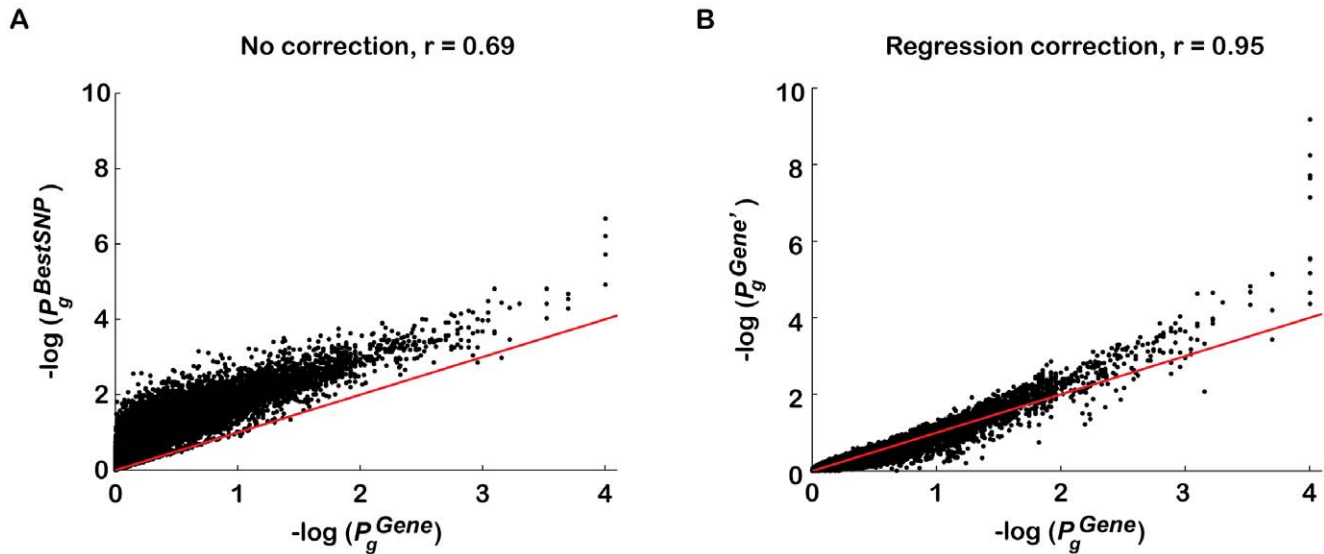 A
No correction, r = 0.69
10
8
6
4
2
0
-log (P_g^BestSNP)
0 1 2 3 4
-log (P_g^Gene)
B
Regression correction, r = 0.95
10
8
6
4
2
0
-log (P_g^Gene')
0 1 2 3 4
-log (P_g^Gene)